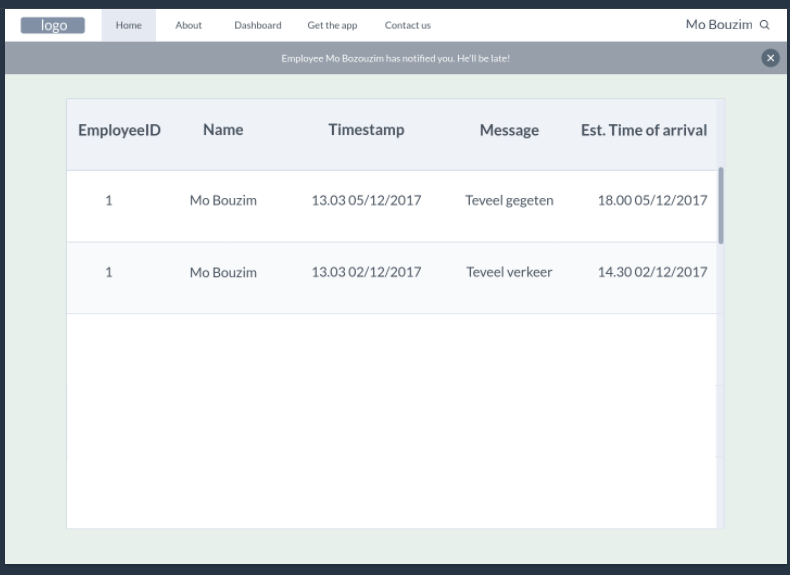 logo Home About Dashboard Get the app Contact us Mo Bouzim
Employee Mo Bozouzim has notified you. He'll be late!
EmployeeID Name Timestamp Message Est. Time of arrival
1 Mo Bouzim 13.03 05/12/2017 Teveel gegeten 18.00 05/12/2017
1 Mo Bouzim 13.03 02/12/2017 Teveel verkeer 14.30 02/12/2017